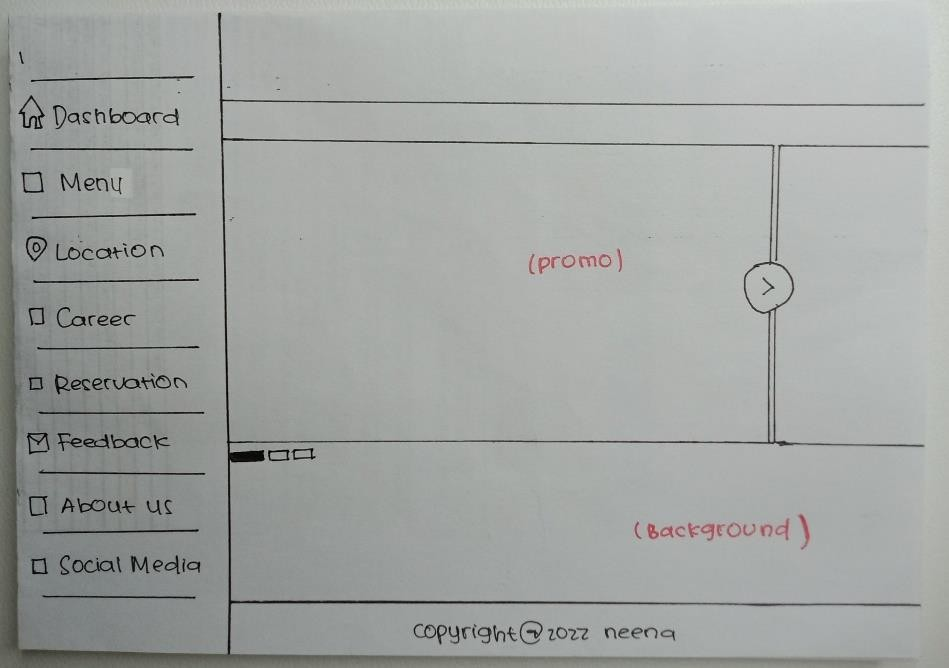 Dashboard
Menu
Location
Career
Reservation
Feedback
About us
Social Media
(promo)
>
(Background)
copyright@2022 neena